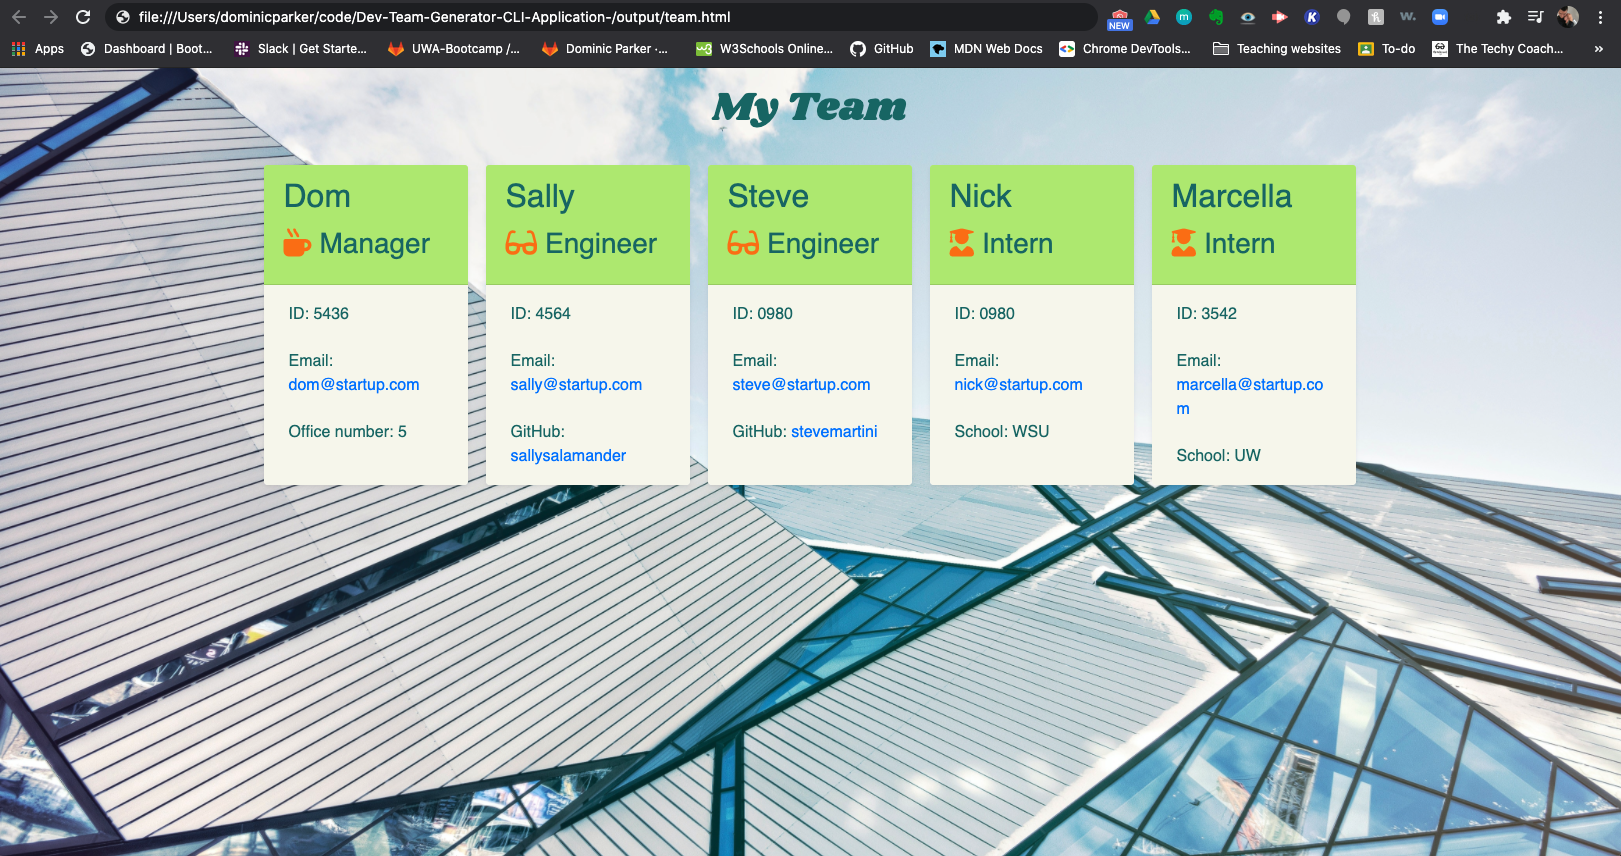 file:///Users/dominicparker/code/Dev-Team-Generator-CLI-Application-/output/team.html
NEW
Apps
Dashboard | Boot...
Slack | Get Starte...
UWA-Bootcamp /...
Dominic Parker ·...
W3Schools Online...
GitHub
MDN Web Docs
Chrome DevTools...
Teaching websites
To-do
The Techy Coach...
»
My Team
Dom
Manager
ID: 5436
Email:
dom@startup.com
Office number: 5
Sally
Engineer
ID: 4564
Email:
sally@startup.com
GitHub:
sallysalamander
Steve
Engineer
ID: 0980
Email:
steve@startup.com
GitHub: stevemartini
Nick
Intern
ID: 0980
Email:
nick@startup.com
School: WSU
Marcella
Intern
ID: 3542
Email:
marcella@startup.co
m
School: UW